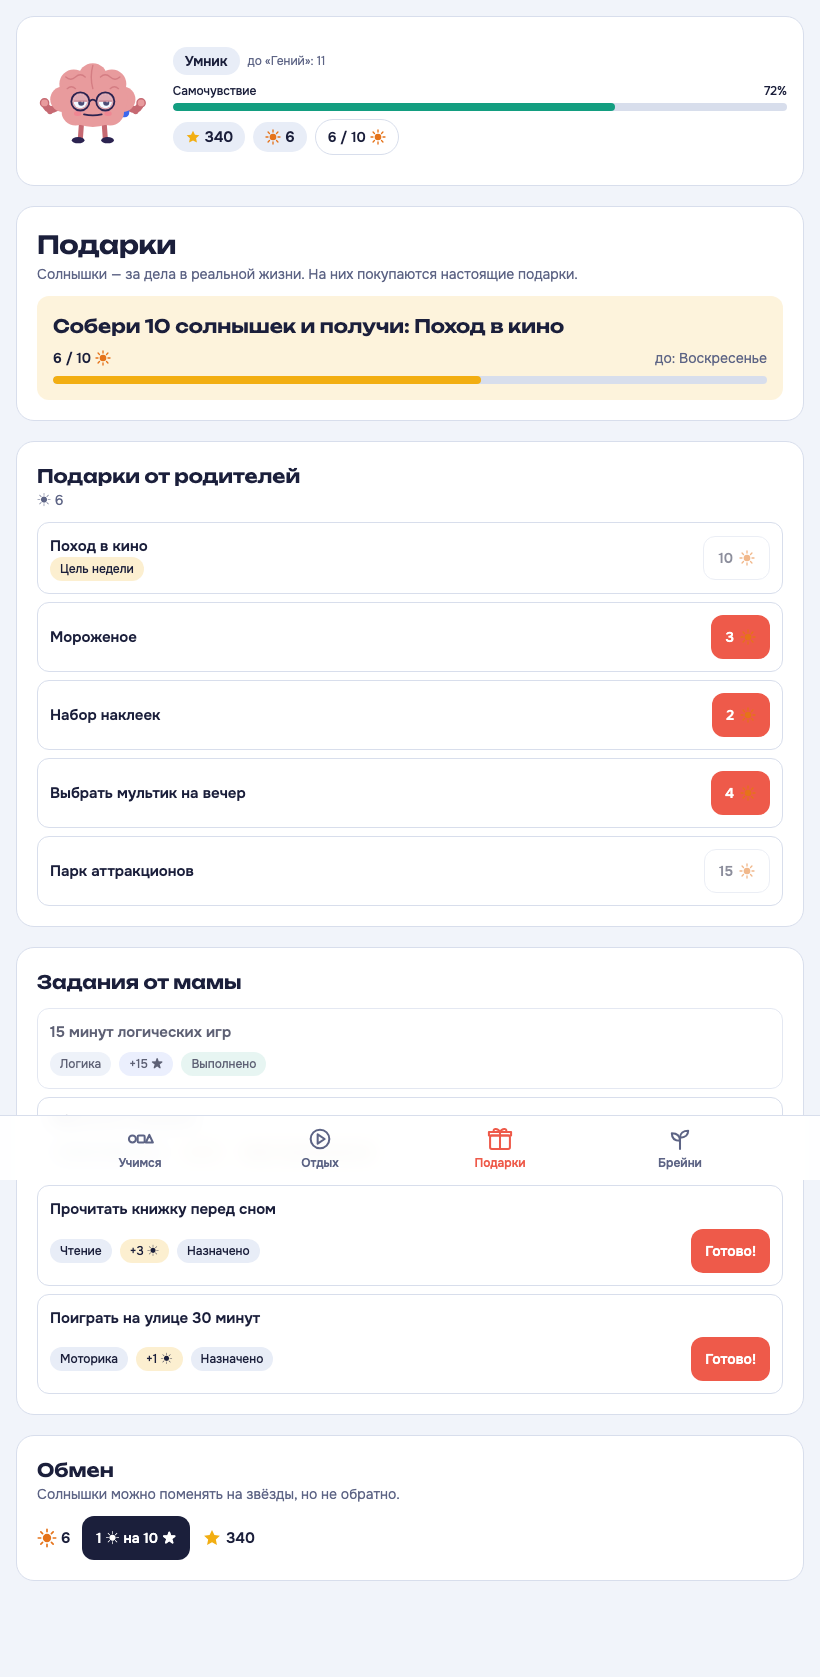 Умник до «Гений»: 11
Самочувствие 72%
340 6 6 / 10
Подарки
Солнышки — за дела в реальной жизни. На них покупаются настоящие подарки.
Собери 10 солнышек и получи: Поход в кино
6 / 10 до: Воскресенье
Подарки от родителей
6
Поход в кино
Цель недели
10
Мороженое 3
Набор наклеек 2
Выбрать мультик на вечер 4
Парк аттракционов 15
Задания от мамы
15 минут логических игр
Логика +15 Выполнено
Учимся Отдых Подарки Брейни
Прочитать книжку перед сном
Чтение +3 Назначено Готово!
Поиграть на улице 30 минут
Моторика +1 Назначено Готово!
Обмен
Солнышки можно поменять на звёзды, но не обратно.
6 1 на 10 340